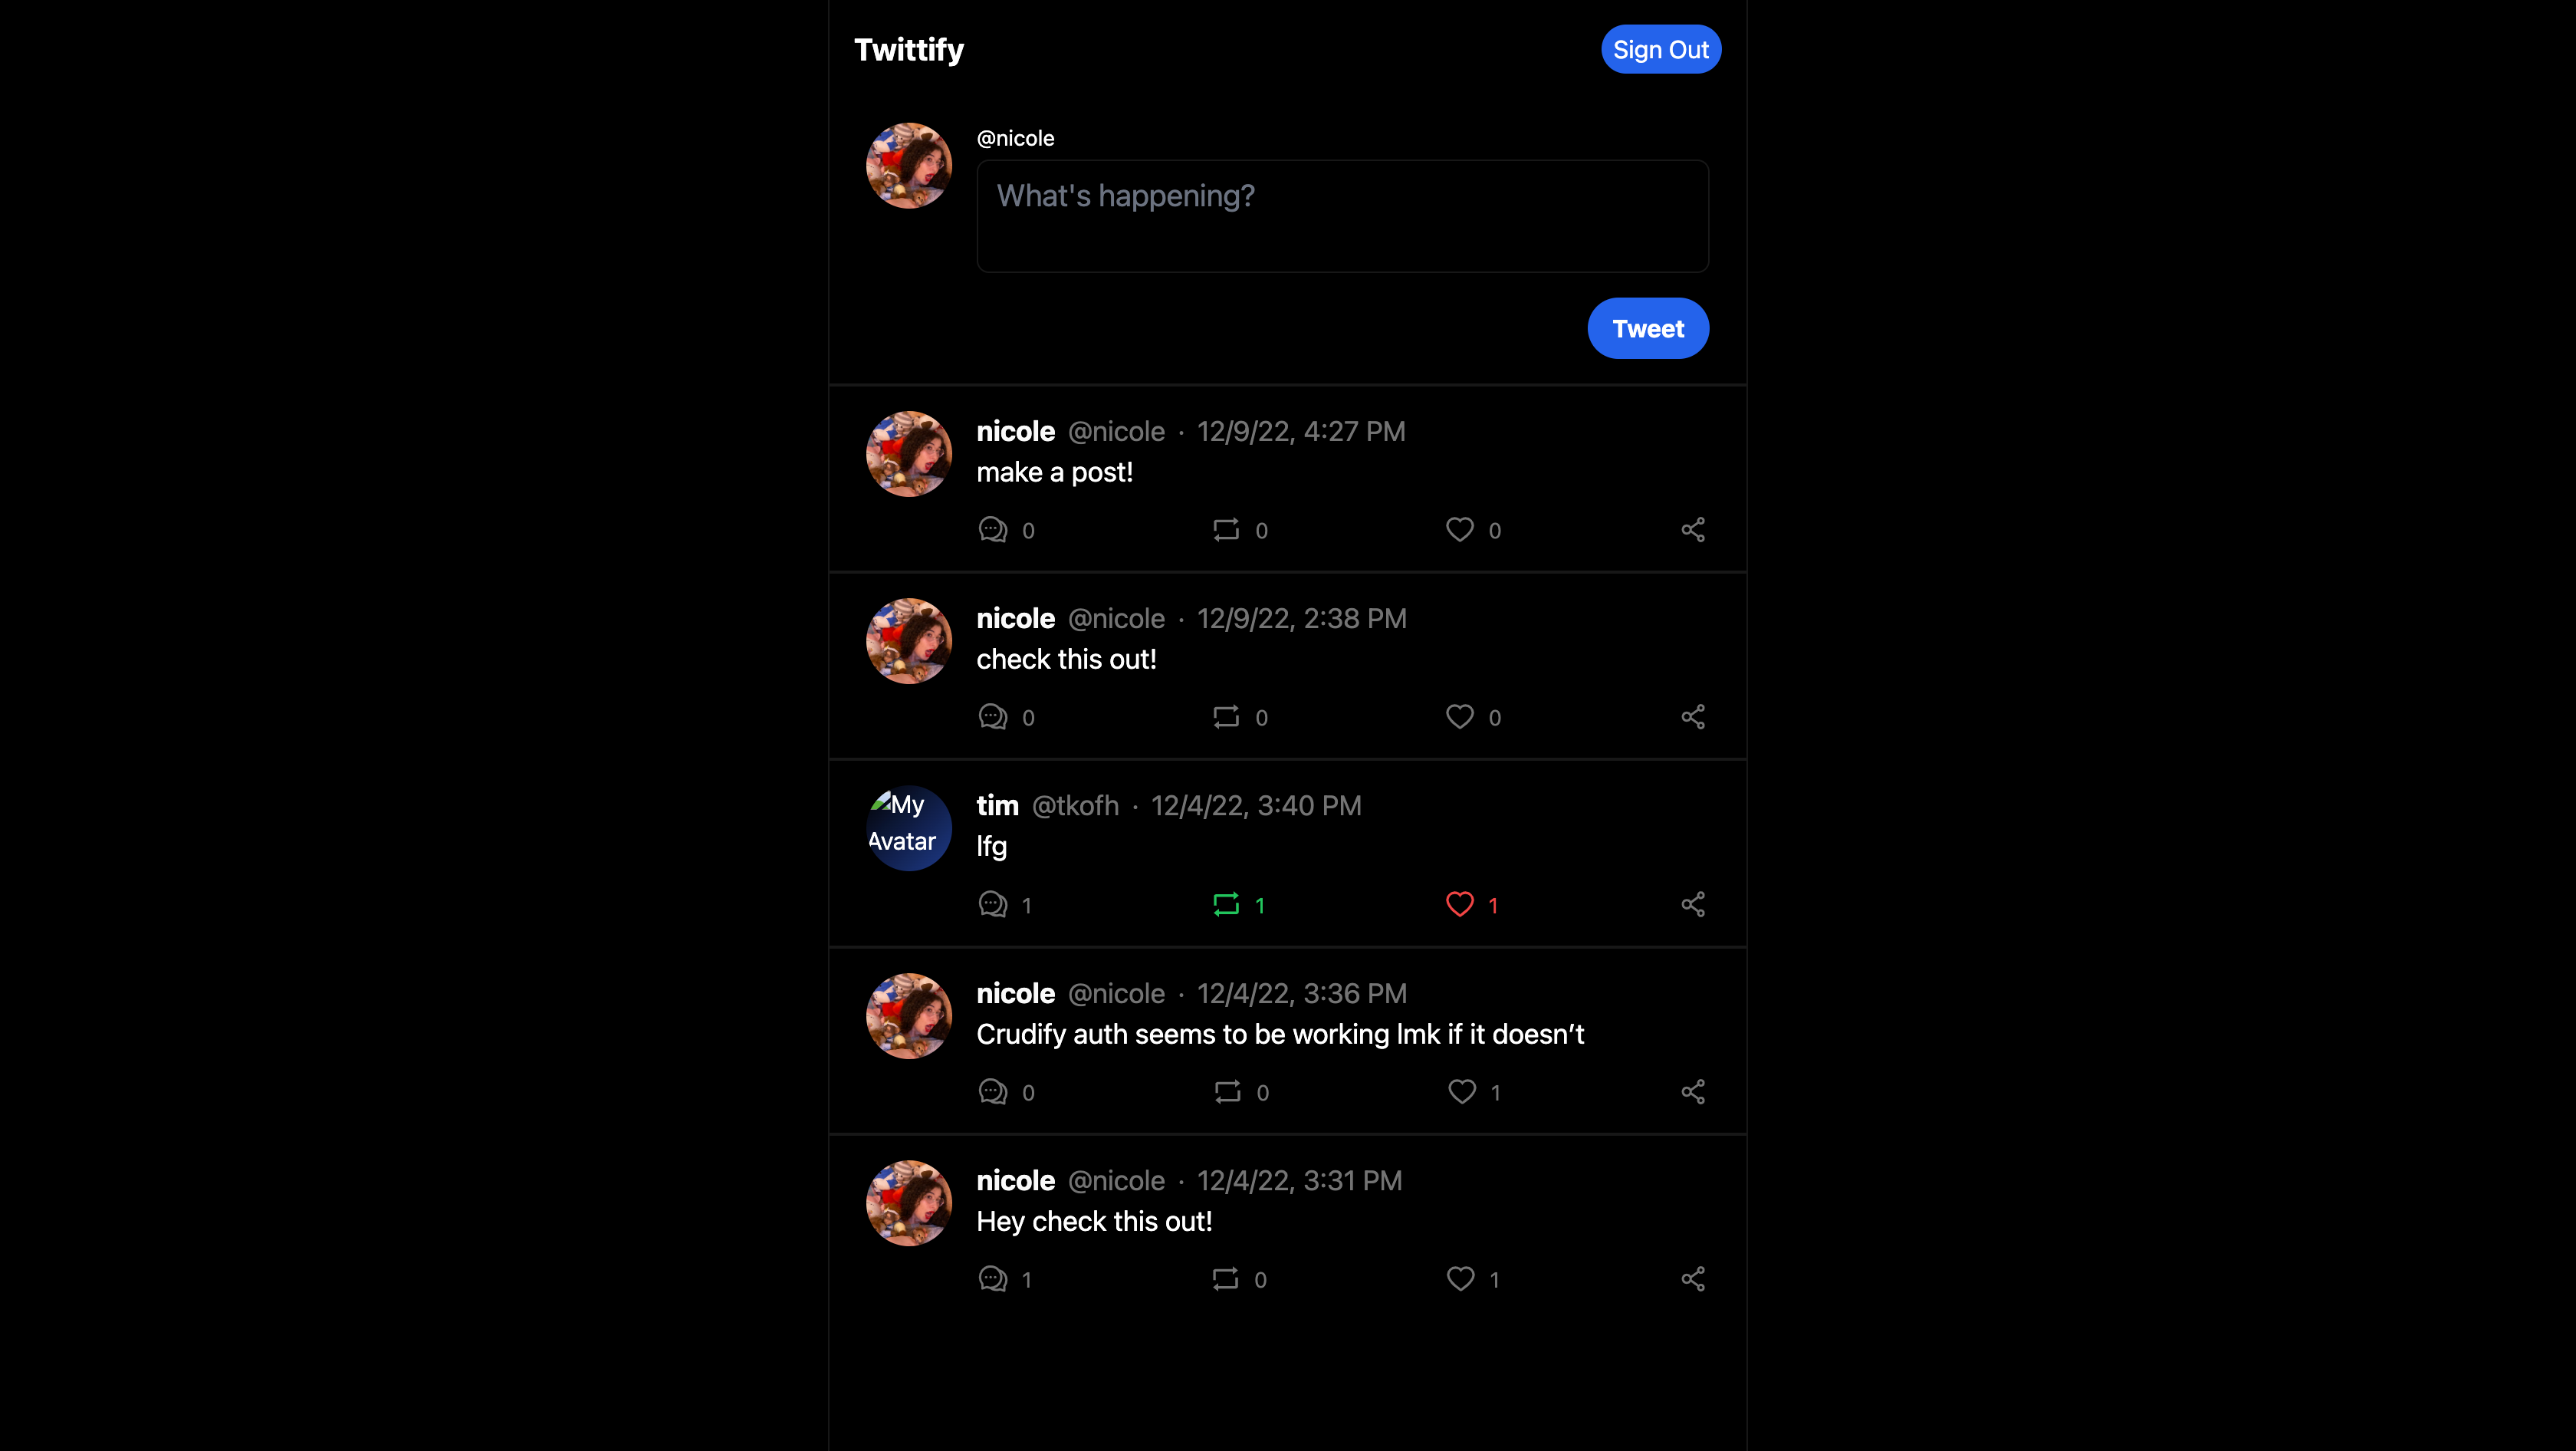 Twittify
Sign Out
@nicole
What's happening?
Tweet
nicole @nicole · 12/9/22, 4:27 PM
make a post!
0 0 0
nicole @nicole · 12/9/22, 2:38 PM
check this out!
0 0 0
My
Avatar
tim @tkofh · 12/4/22, 3:40 PM
lfg
1 1 1
nicole @nicole · 12/4/22, 3:36 PM
Crudify auth seems to be working lmk if it doesn’t
0 0 1
nicole @nicole · 12/4/22, 3:31 PM
Hey check this out!
1 0 1